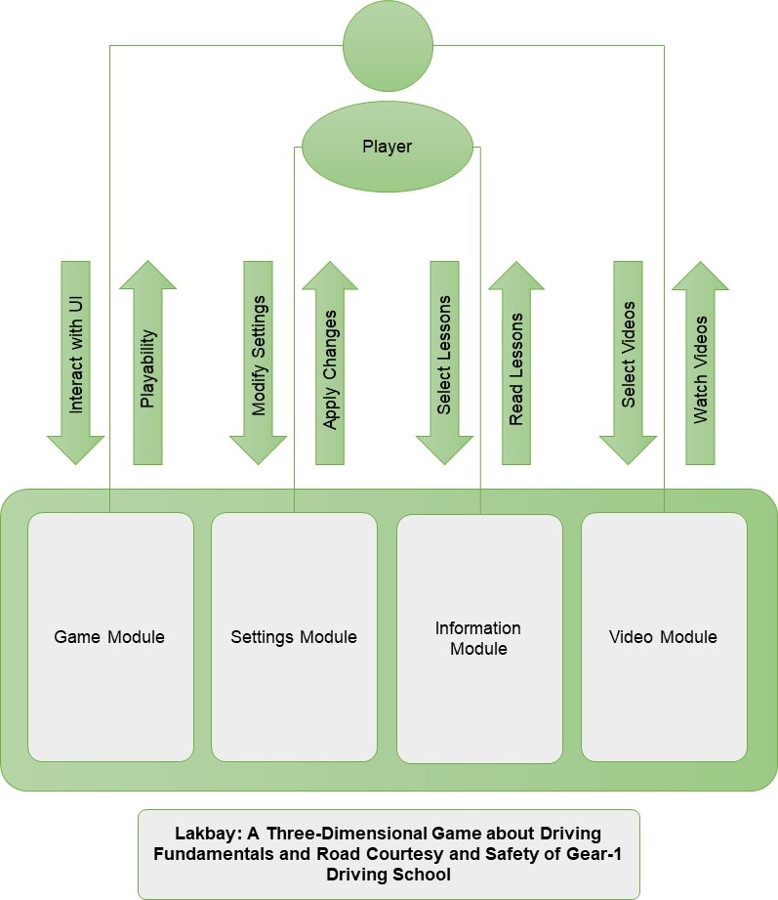 Player
Interact with UI
Playability
Modify Settings
Apply Changes
Select Lessons
Read Lessons
Select Videos
Watch Videos
Game Module
Settings Module
Information
Module
Video Module
Lakbay: A Three-Dimensional Game about Driving
Fundamentals and Road Courtesy and Safety of Gear-1
Driving School